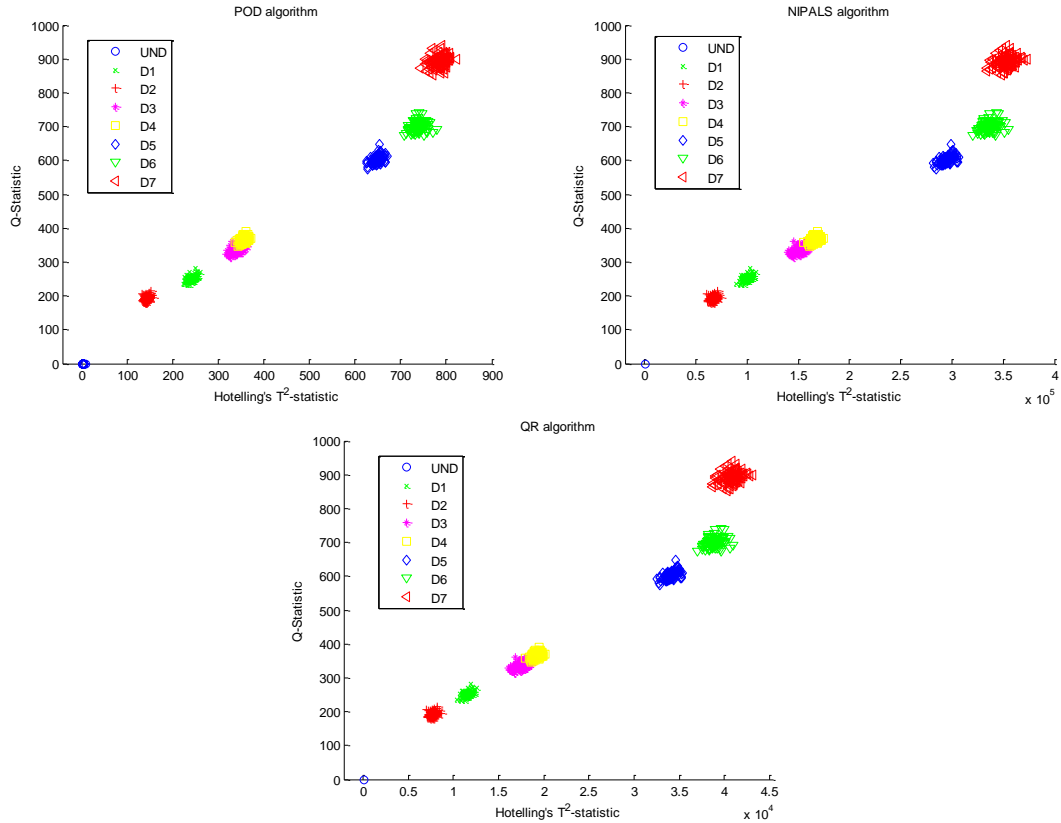 POD algorithm
1000
900
800
700
600
500
400
300
200
100
0
Q-Statistic
UND
D1
D2
D3
D4
D5
D6
D7
0 100 200 300 400 500 600 700 800 900
Hotelling's T²-statistic
NIPALS algorithm
1000
900
800
700
600
500
400
300
200
100
0
Q-Statistic
UND
D1
D2
D3
D4
D5
D6
D7
0 0.5 1 1.5 2 2.5 3 3.5 4
x 10⁵
Hotelling's T²-statistic
QR algorithm
1000
900
800
700
600
500
400
300
200
100
0
Q-Statistic
UND
D1
D2
D3
D4
D5
D6
D7
0 0.5 1 1.5 2 2.5 3 3.5 4 4.5
x 10⁴
Hotelling's T²-statistic